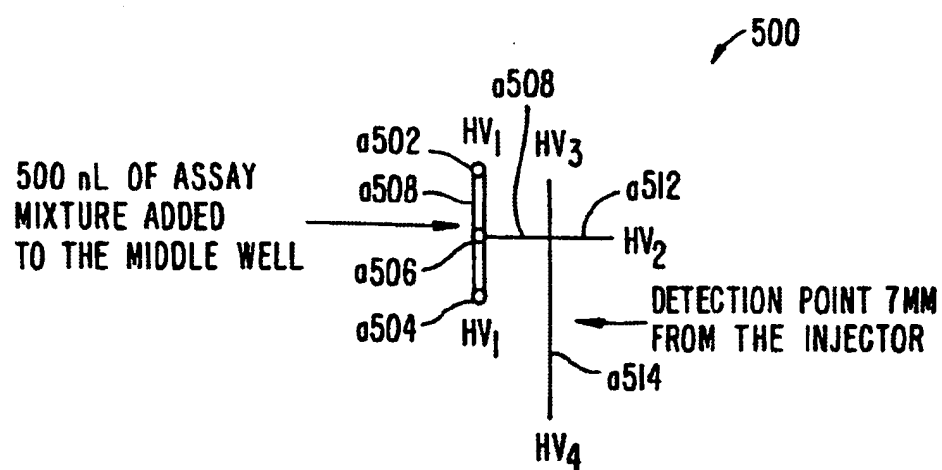 500
a508
HV1
HV3
a502
a508
a512
500 nL OF ASSAY
MIXTURE ADDED
TO THE MIDDLE WELL
HV2
a506
a504
DETECTION POINT 7MM
FROM THE INJECTOR
HV1
a514
HV4